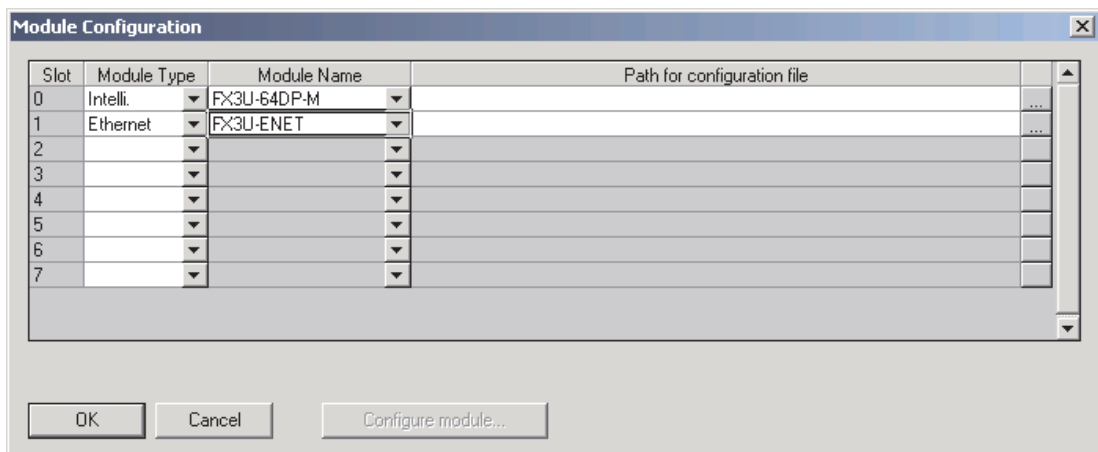 Module Configuration
Slot Module Type Module Name Path for configuration file
0 Intelli. FX3U-64DP-M ...
1 Ethernet FX3U-ENET ...
2
3
4
5
6
7
OK Cancel Configure module...